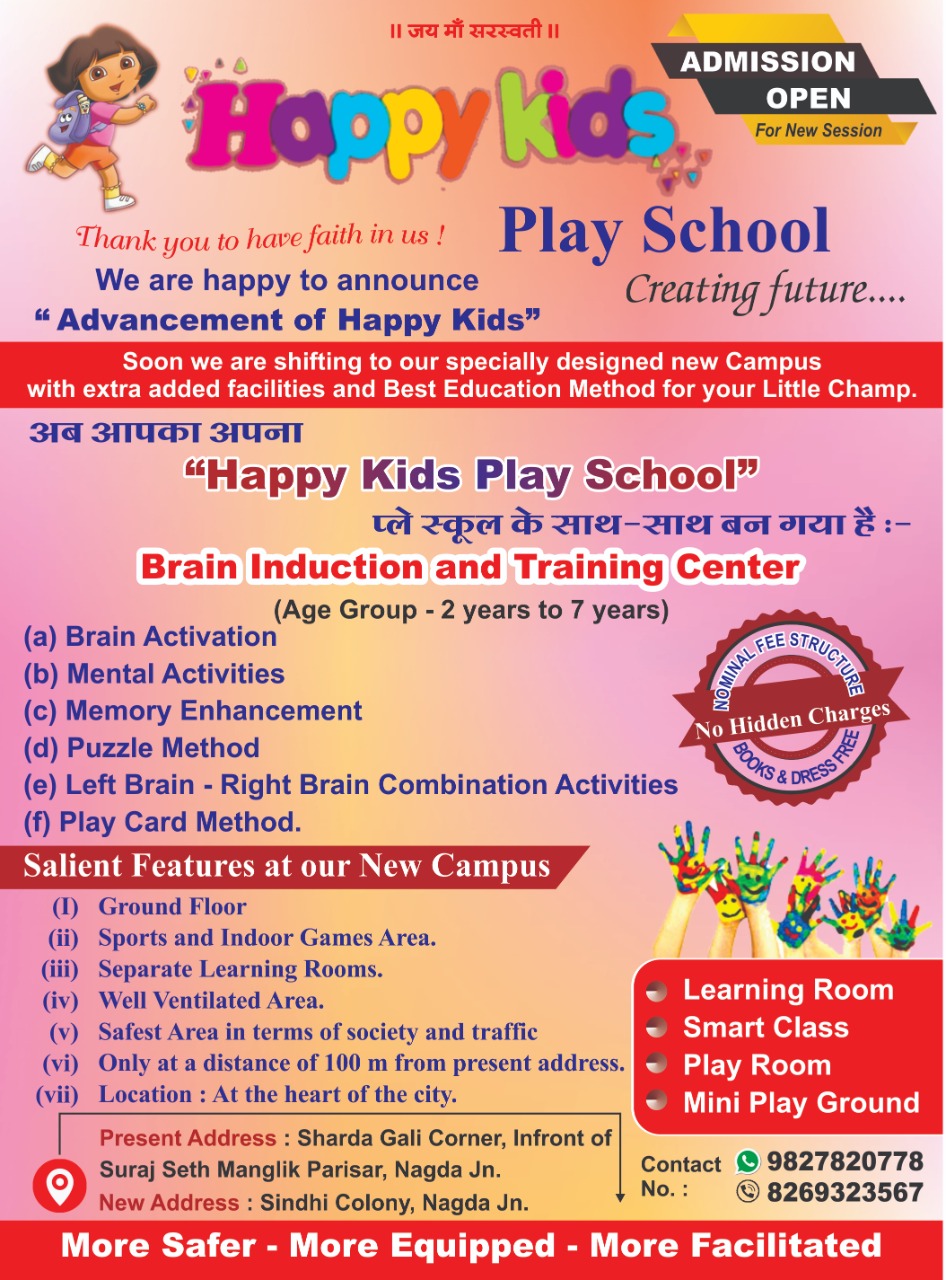 ॥ जय माँ सरस्वती ॥
Happy kids
ADMISSION
OPEN
For New Session
Play School
Creating future....
Thank you to have faith in us !
We are happy to announce
“ Advancement of Happy Kids”
Soon we are shifting to our specially designed new Campus
with extra added facilities and Best Education Method for your Little Champ.
अब आपका अपना
“Happy Kids Play School”
प्ले स्कूल के साथ-साथ बन गया है :-
Brain Induction and Training Center
(Age Group - 2 years to 7 years)
(a) Brain Activation
(b) Mental Activities
(c) Memory Enhancement
(d) Puzzle Method
(e) Left Brain - Right Brain Combination Activities
(f) Play Card Method.
NOMINAL FEE STRUCTURE
No Hidden Charges
BOOKS & DRESS FREE
Salient Features at our New Campus
(I) Ground Floor
(ii) Sports and Indoor Games Area.
(iii) Separate Learning Rooms.
(iv) Well Ventilated Area.
(v) Safest Area in terms of society and traffic
(vi) Only at a distance of 100 m from present address.
(vii) Location : At the heart of the city.
Learning Room
Smart Class
Play Room
Mini Play Ground
Present Address : Sharda Gali Corner, Infront of
Suraj Seth Manglik Parisar, Nagda Jn.
New Address : Sindhi Colony, Nagda Jn.
Contact 9827820778
No. : 8269323567
More Safer - More Equipped - More Facilitated